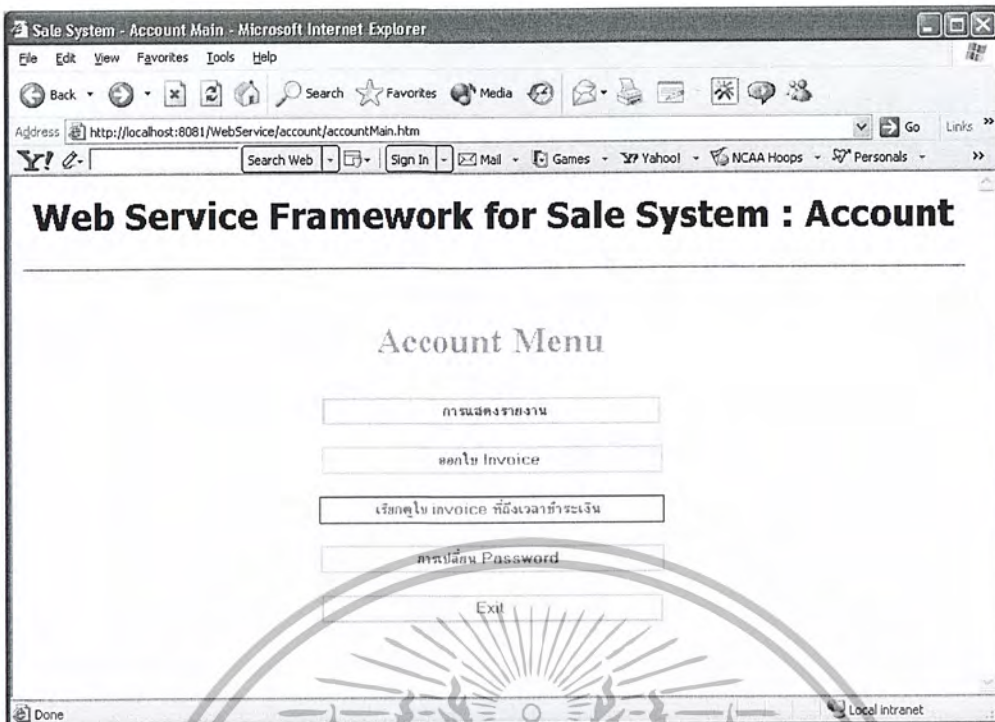 Sale System - Account Main - Microsoft Internet Explorer
File Edit View Favorites Tools Help
Back Search Favorites Media
Address http://localhost:8081/WebService/account/accountMain.htm Go Links »
Y! Search Web Sign In Mail Games Yahoo! NCAA Hoops Personals »
Web Service Framework for Sale System : Account
Account Menu
การแสดงรายงาน
ออกใบ Invoice
เรียกดูใบ invoice ที่ถึงเวลาชำระเงิน
การเปลี่ยน Password
Exit
Done Local intranet